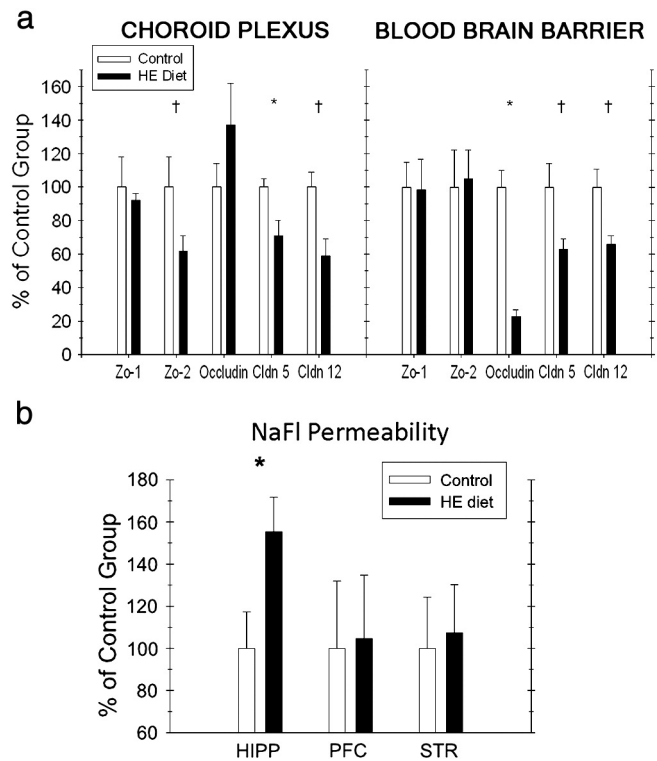 a
CHOROID PLEXUS
BLOOD BRAIN BARRIER
Control
HE Diet
% of Control Group
160
140
120
100
80
60
40
20
0
† * †
* † †
Zo-1 Zo-2 Occludin Cldn 5 Cldn 12
Zo-1 Zo-2 Occludin Cldn 5 Cldn 12
b
NaFl Permeability
*
Control
HE diet
% of Control Group
180
160
140
120
100
80
60
HIPP PFC STR